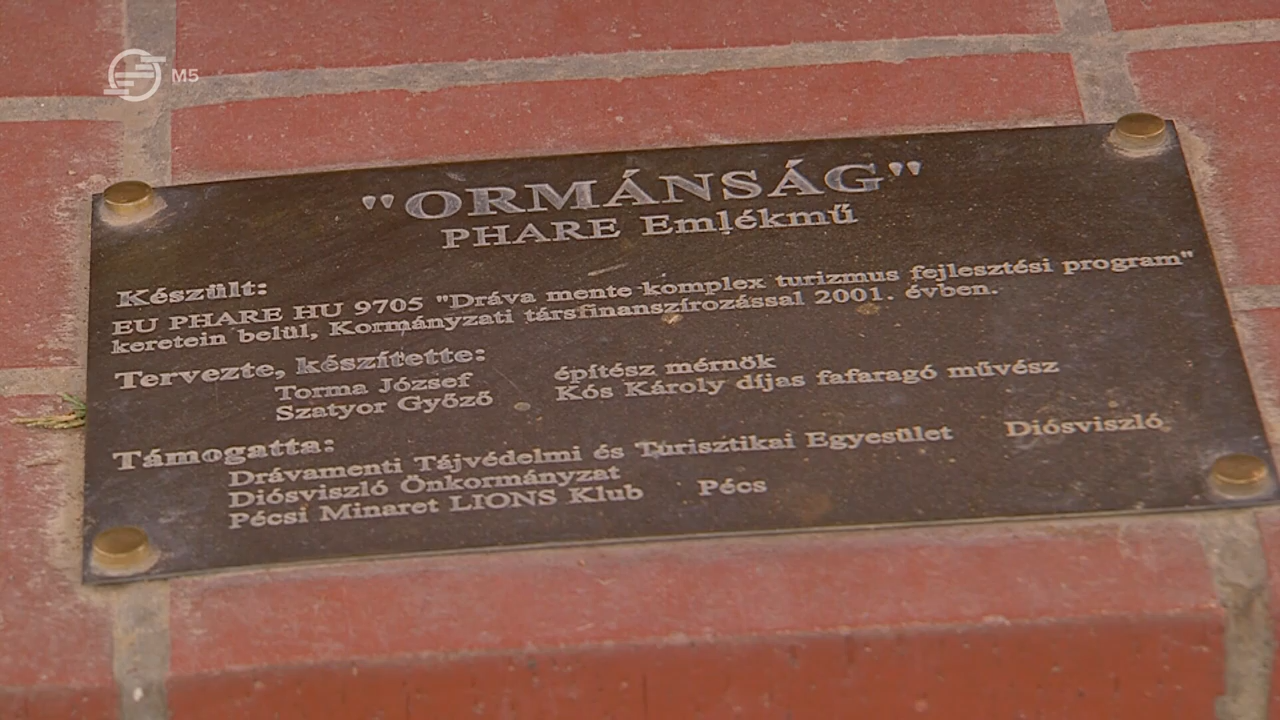 M5
"ORMÁNSÁG"
PHARE Emlékmű
Készült:
EU PHARE HU 9705 "Dráva mente komplex turizmus fejlesztési program"
keretein belül, Kormányzati társfinanszírozással 2001. évben.
Tervezte, készítette:
Torma József építész mérnök
Szatyor Győző Kós Károly díjas fafaragó művész
Támogatta:
Drávamenti Tájvédelmi és Turisztikai Egyesület Diósviszló
Diósviszló Önkormányzat
Pécsi Minaret LIONS Klub Pécs